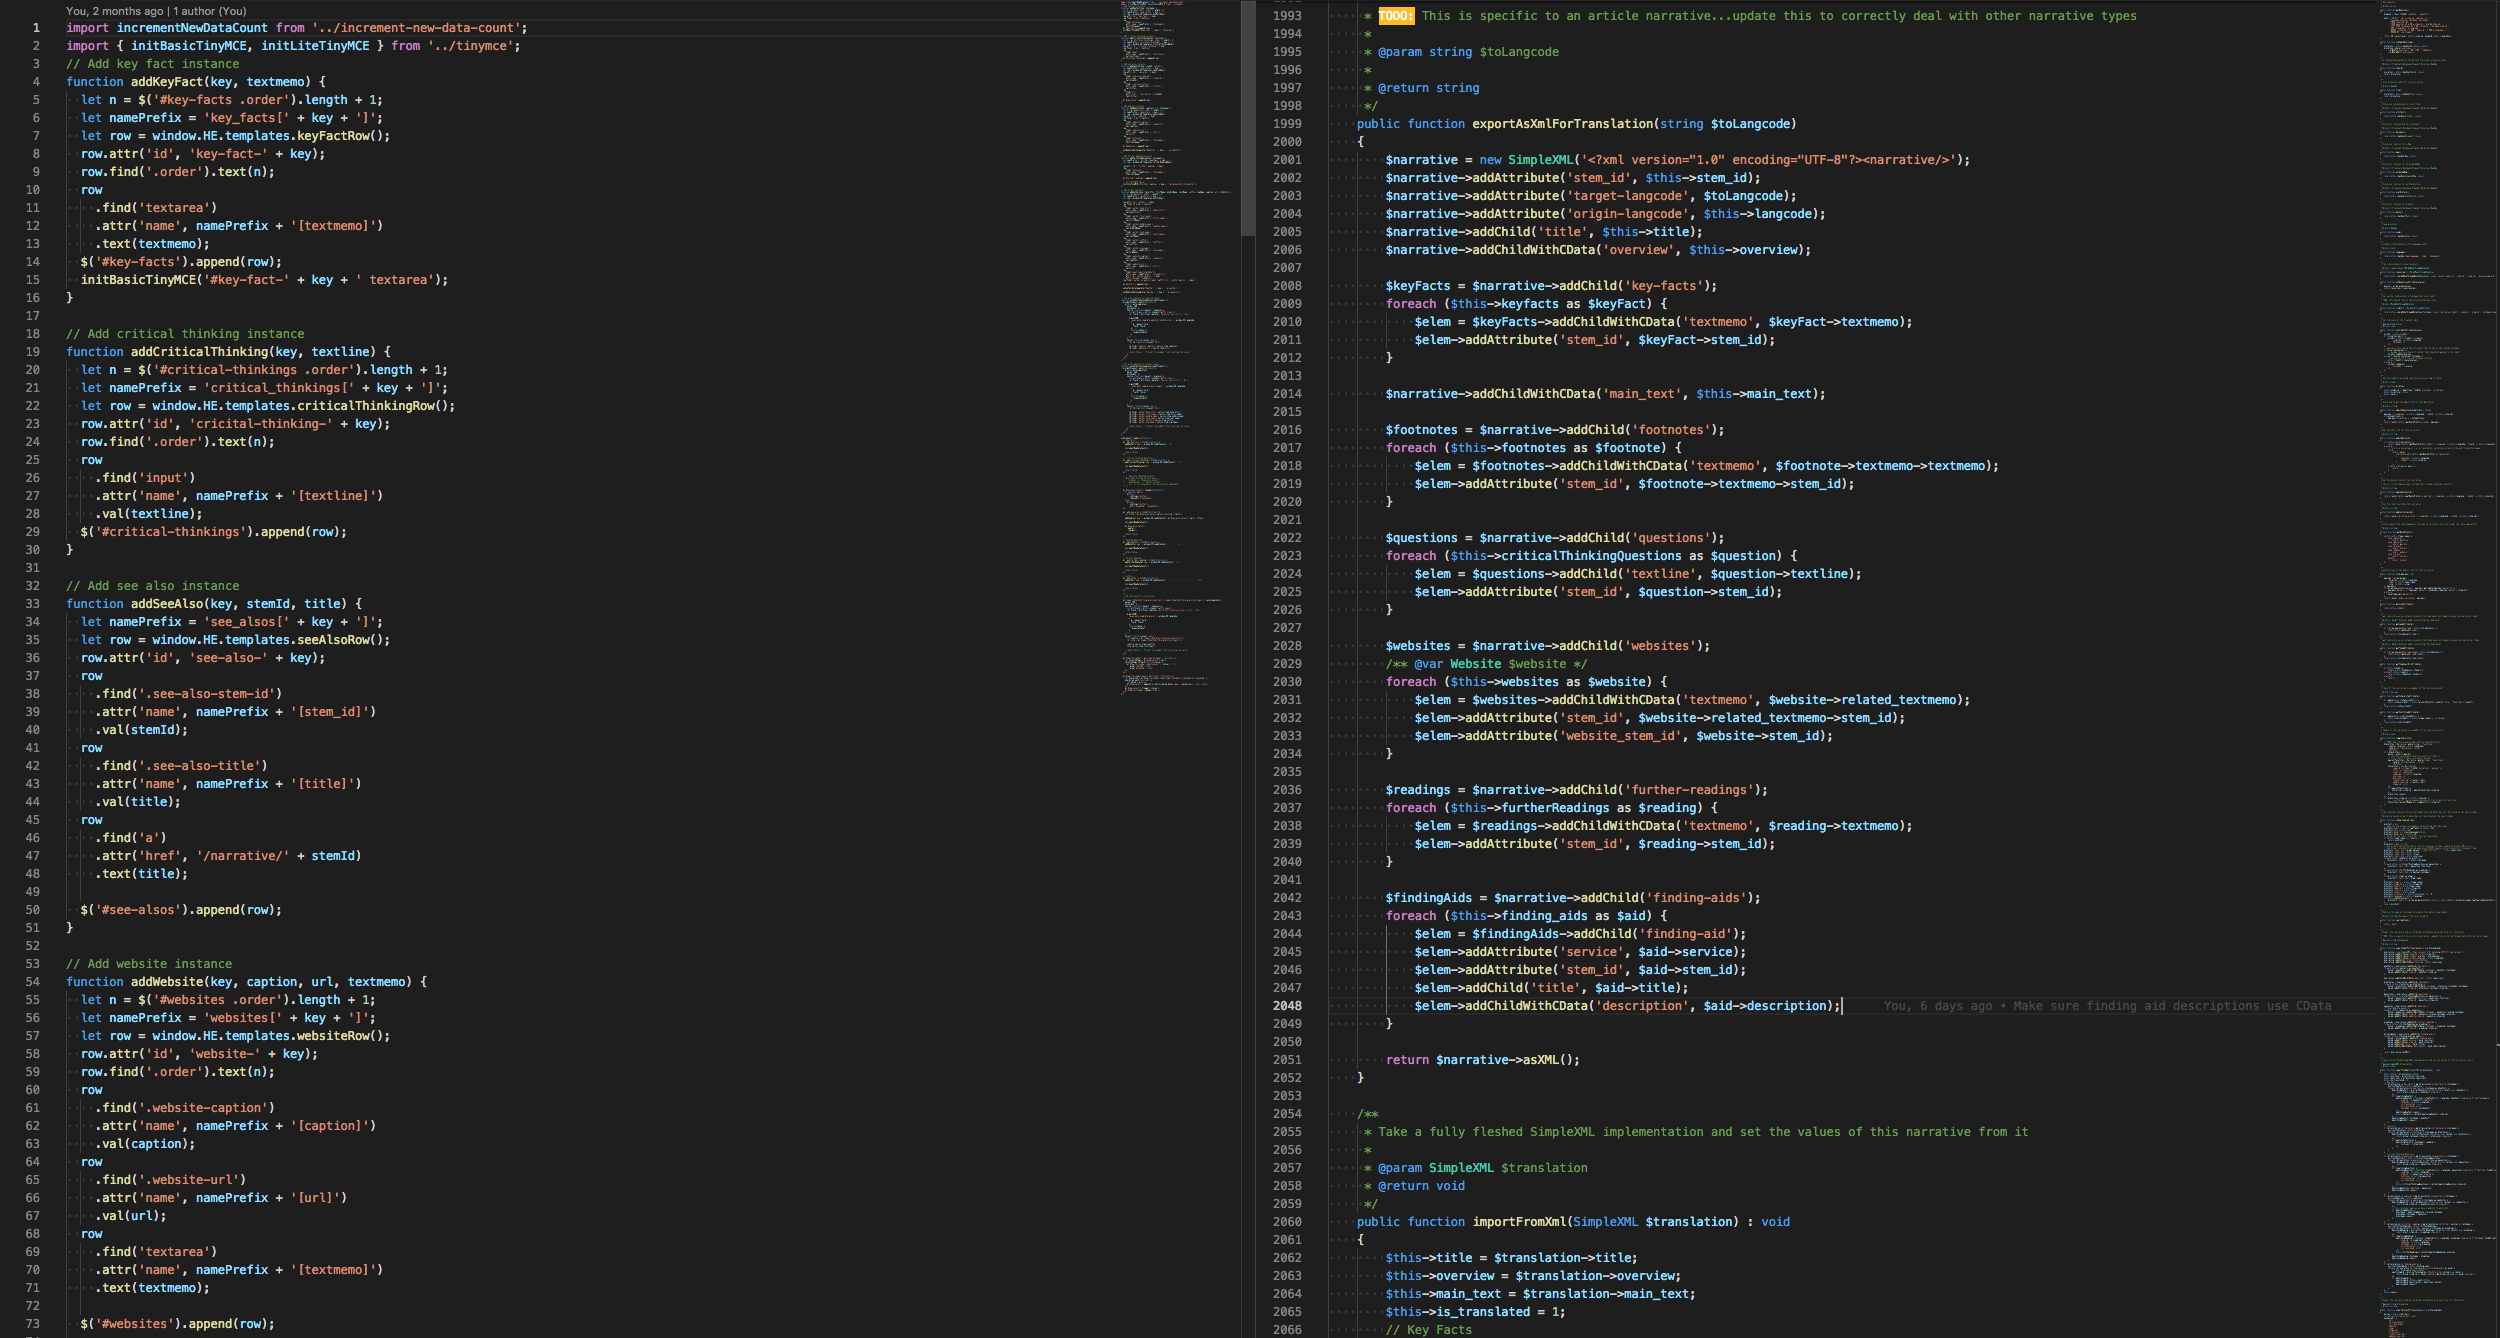 You, 2 months ago | 1 author (You)
1 import incrementNewDataCount from '../increment-new-data-count';
2 import { initBasicTinyMCE, initLiteTinyMCE } from '../tinymce';
3 // Add key fact instance
4 function addKeyFact(key, textmemo) {
5 let n = $('#key-facts .order').length + 1;
6 let namePrefix = 'key_facts[' + key + ']';
7 let row = window.HE.templates.keyFactRow();
8 row.attr('id', 'key-fact-' + key);
9 row.find('.order').text(n);
10 row
11 .find('textarea')
12 .attr('name', namePrefix + '[textmemo]')
13 .text(textmemo);
14 $('#key-facts').append(row);
15 initBasicTinyMCE('#key-fact-' + key + ' textarea');
16 }
17
18 // Add critical thinking instance
19 function addCriticalThinking(key, textline) {
20 let n = $('#critical-thinkings .order').length + 1;
21 let namePrefix = 'critical_thinkings[' + key + ']';
22 let row = window.HE.templates.criticalThinkingRow();
23 row.attr('id', 'cricital-thinking-' + key);
24 row.find('.order').text(n);
25 row
26 .find('input')
27 .attr('name', namePrefix + '[textline]')
28 .val(textline);
29 $('#critical-thinkings').append(row);
30 }
31
32 // Add see also instance
33 function addSeeAlso(key, stemId, title) {
34 let namePrefix = 'see_alsos[' + key + ']';
35 let row = window.HE.templates.seeAlsoRow();
36 row.attr('id', 'see-also-' + key);
37 row
38 .find('.see-also-stem-id')
39 .attr('name', namePrefix + '[stem_id]')
40 .val(stemId);
41 row
42 .find('.see-also-title')
43 .attr('name', namePrefix + '[title]')
44 .val(title);
45 row
46 .find('a')
47 .attr('href', '/narrative/' + stemId)
48 .text(title);
49
50 $('#see-alsos').append(row);
51 }
52
53 // Add website instance
54 function addWebsite(key, caption, url, textmemo) {
55 let n = $('#websites .order').length + 1;
56 let namePrefix = 'websites[' + key + ']';
57 let row = window.HE.templates.websiteRow();
58 row.attr('id', 'website-' + key);
59 row.find('.order').text(n);
60 row
61 .find('.website-caption')
62 .attr('name', namePrefix + '[caption]')
63 .val(caption);
64 row
65 .find('.website-url')
66 .attr('name', namePrefix + '[url]')
67 .val(url);
68 row
69 .find('textarea')
70 .attr('name', namePrefix + '[textmemo]')
71 .text(textmemo);
72
73 $('#websites').append(row);
1993 * TODO: This is specific to an article narrative...update this to correctly deal with other narrative types
1994 *
1995 * @param string $toLangcode
1996 *
1997 * @return string
1998 */
1999 public function exportAsXmlForTranslation(string $toLangcode)
2000 {
2001 $narrative = new SimpleXML('<?xml version="1.0" encoding="UTF-8"?><narrative/>');
2002 $narrative->addAttribute('stem_id', $this->stem_id);
2003 $narrative->addAttribute('target-langcode', $toLangcode);
2004 $narrative->addAttribute('origin-langcode', $this->langcode);
2005 $narrative->addChild('title', $this->title);
2006 $narrative->addChildWithCData('overview', $this->overview);
2007
2008 $keyFacts = $narrative->addChild('key-facts');
2009 foreach ($this->keyfacts as $keyFact) {
2010 $elem = $keyFacts->addChildWithCData('textmemo', $keyFact->textmemo);
2011 $elem->addAttribute('stem_id', $keyFact->stem_id);
2012 }
2013
2014 $narrative->addChildWithCData('main_text', $this->main_text);
2015
2016 $footnotes = $narrative->addChild('footnotes');
2017 foreach ($this->footnotes as $footnote) {
2018 $elem = $footnotes->addChildWithCData('textmemo', $footnote->textmemo->textmemo);
2019 $elem->addAttribute('stem_id', $footnote->textmemo->stem_id);
2020 }
2021
2022 $questions = $narrative->addChild('questions');
2023 foreach ($this->criticalThinkingQuestions as $question) {
2024 $elem = $questions->addChild('textline', $question->textline);
2025 $elem->addAttribute('stem_id', $question->stem_id);
2026 }
2027
2028 $websites = $narrative->addChild('websites');
2029 /** @var Website $website */
2030 foreach ($this->websites as $website) {
2031 $elem = $websites->addChildWithCData('textmemo', $website->related_textmemo);
2032 $elem->addAttribute('stem_id', $website->related_textmemo->stem_id);
2033 $elem->addAttribute('website_stem_id', $website->stem_id);
2034 }
2035
2036 $readings = $narrative->addChild('further-readings');
2037 foreach ($this->furtherReadings as $reading) {
2038 $elem = $readings->addChildWithCData('textmemo', $reading->textmemo);
2039 $elem->addAttribute('stem_id', $reading->stem_id);
2040 }
2041
2042 $findingAids = $narrative->addChild('finding-aids');
2043 foreach ($this->finding_aids as $aid) {
2044 $elem = $findingAids->addChild('finding-aid');
2045 $elem->addAttribute('service', $aid->service);
2046 $elem->addAttribute('stem_id', $aid->stem_id);
2047 $elem->addChild('title', $aid->title);
2048 $elem->addChildWithCData('description', $aid->description); You, 6 days ago • Make sure finding aid descriptions use CData
2049 }
2050
2051 return $narrative->asXML();
2052 }
2053
2054 /**
2055 * Take a fully fleshed SimpleXML implementation and set the values of this narrative from it
2056 *
2057 * @param SimpleXML $translation
2058 * @return void
2059 */
2060 public function importFromXml(SimpleXML $translation) : void
2061 {
2062 $this->title = $translation->title;
2063 $this->overview = $translation->overview;
2064 $this->main_text = $translation->main_text;
2065 $this->is_translated = 1;
2066 // Key Facts